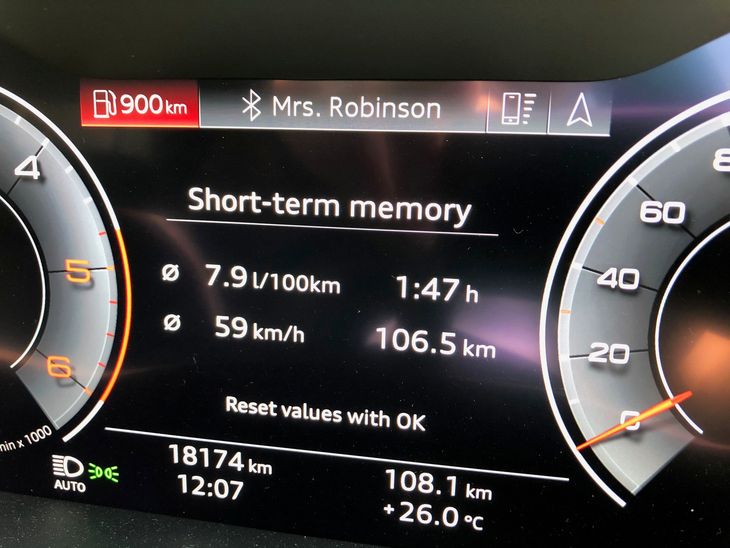 900 km
Mrs. Robinson
Short-term memory
Ø 7.9 l/100km 1:47 h
Ø 59 km/h 106.5 km
Reset values with OK
18174 km 108.1 km
12:07 +26.0 °C
4
5
6
min x 1000
AUTO
60
40
20
0